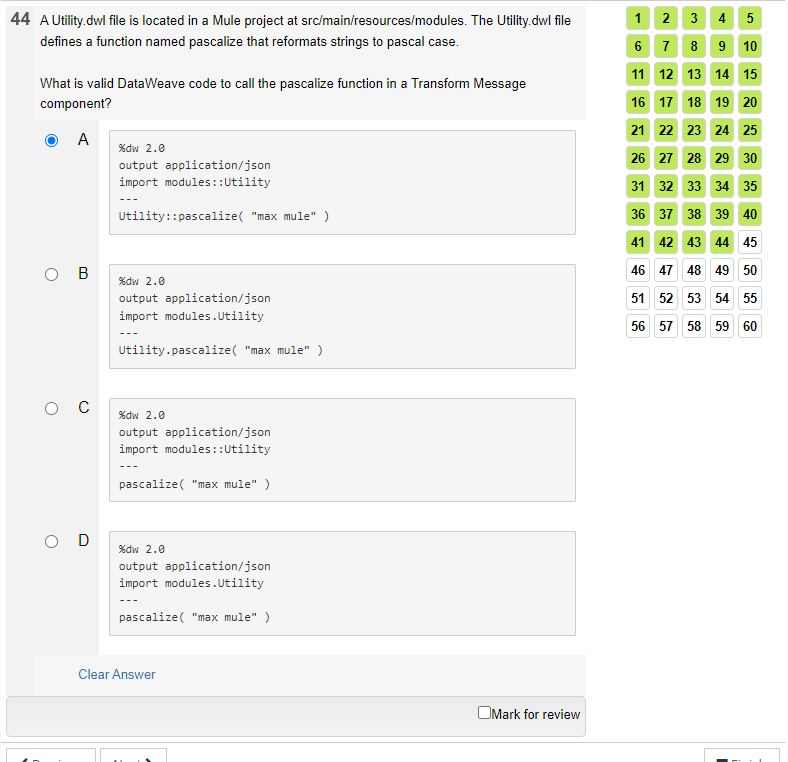 44 A Utility.dwl file is located in a Mule project at src/main/resources/modules. The Utility.dwl file
defines a function named pascalize that reformats strings to pascal case.
What is valid DataWeave code to call the pascalize function in a Transform Message
component?
A
%dw 2.0
output application/json
import modules::Utility
---
Utility::pascalize( "max mule" )
B
%dw 2.0
output application/json
import modules.Utility
---
Utility.pascalize( "max mule" )
C
%dw 2.0
output application/json
import modules::Utility
---
pascalize( "max mule" )
D
%dw 2.0
output application/json
import modules.Utility
---
pascalize( "max mule" )
Clear Answer
Mark for review
1 2 3 4 5
6 7 8 9 10
11 12 13 14 15
16 17 18 19 20
21 22 23 24 25
26 27 28 29 30
31 32 33 34 35
36 37 38 39 40
41 42 43 44 45
46 47 48 49 50
51 52 53 54 55
56 57 58 59 60